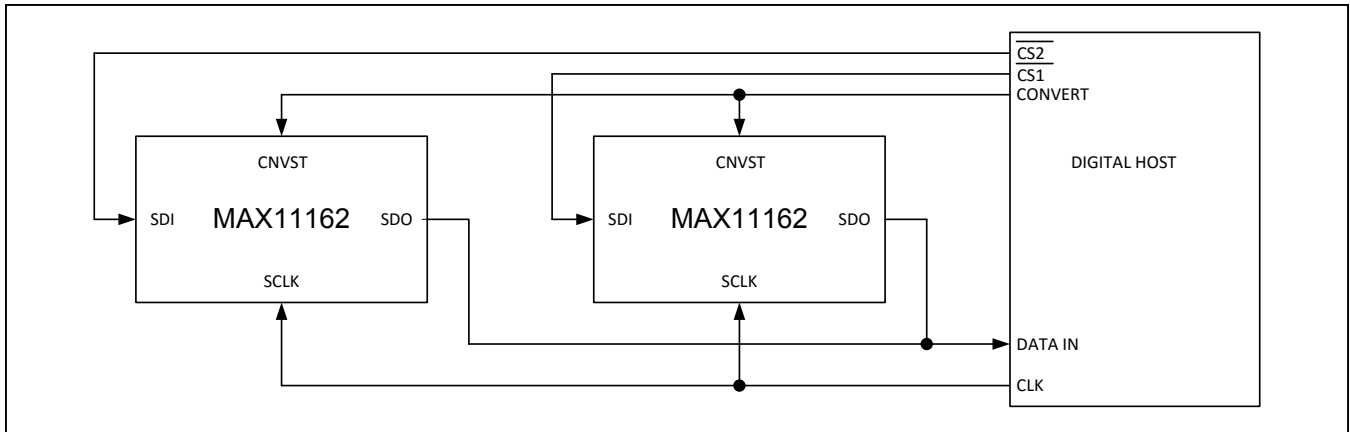 CS2
CS1
CONVERT
CNVST
CNVST
DIGITAL HOST
SDI
MAX11162
SDO
SDI
MAX11162
SDO
SCLK
SCLK
DATA IN
CLK